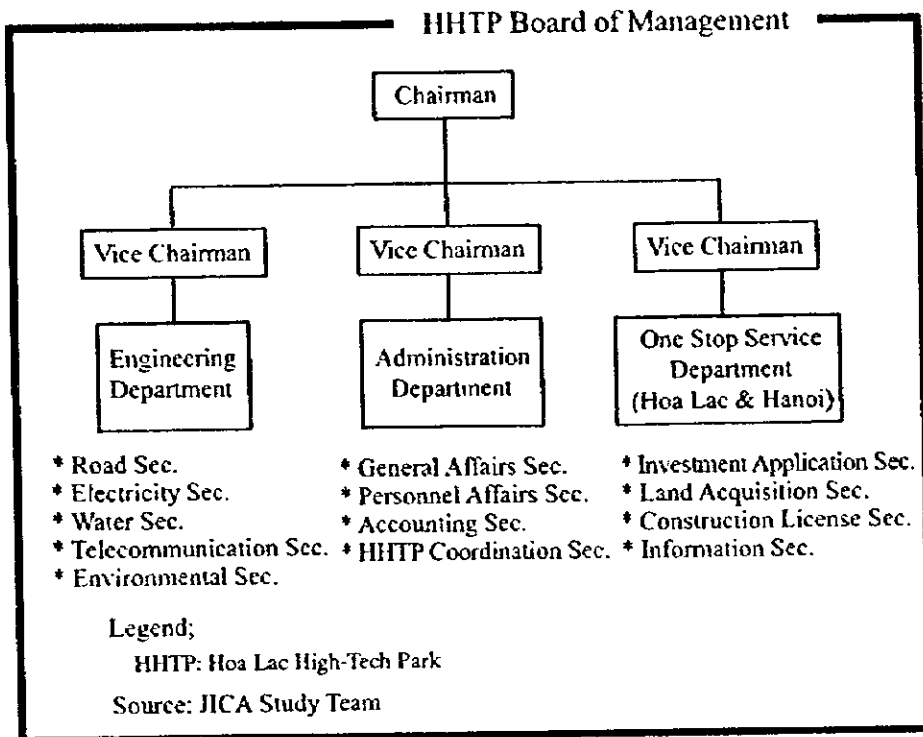 HHTP Board of Management
Chairman
Vice Chairman
Vice Chairman
Vice Chairman
Engineering
Department
Administration
Department
One Stop Service
Department
(Hoa Lac & Hanoi)
* Road Sec.
* Electricity Sec.
* Water Sec.
* Telecommunication Sec.
* Environmental Sec.
* General Affairs Sec.
* Personnel Affairs Sec.
* Accounting Sec.
* HHTP Coordination Sec.
* Investment Application Sec.
* Land Acquisition Sec.
* Construction License Sec.
* Information Sec.
Legend;
HHTP: Hoa Lac High-Tech Park
Source: JICA Study Team